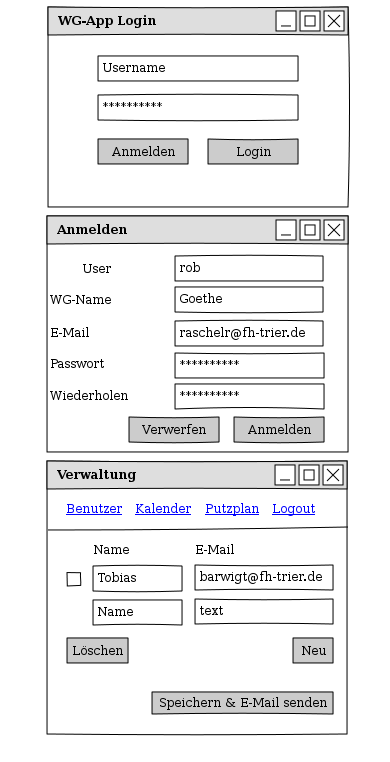 WG-App Login
Username
**********
Anmelden Login
Anmelden
User rob
WG-Name Goethe
E-Mail raschelr@fh-trier.de
Passwort **********
Wiederholen **********
Verwerfen Anmelden
Verwaltung
Benutzer Kalender Putzplan Logout
Name E-Mail
Tobias barwigt@fh-trier.de
Name text
Löschen Neu
Speichern & E-Mail senden